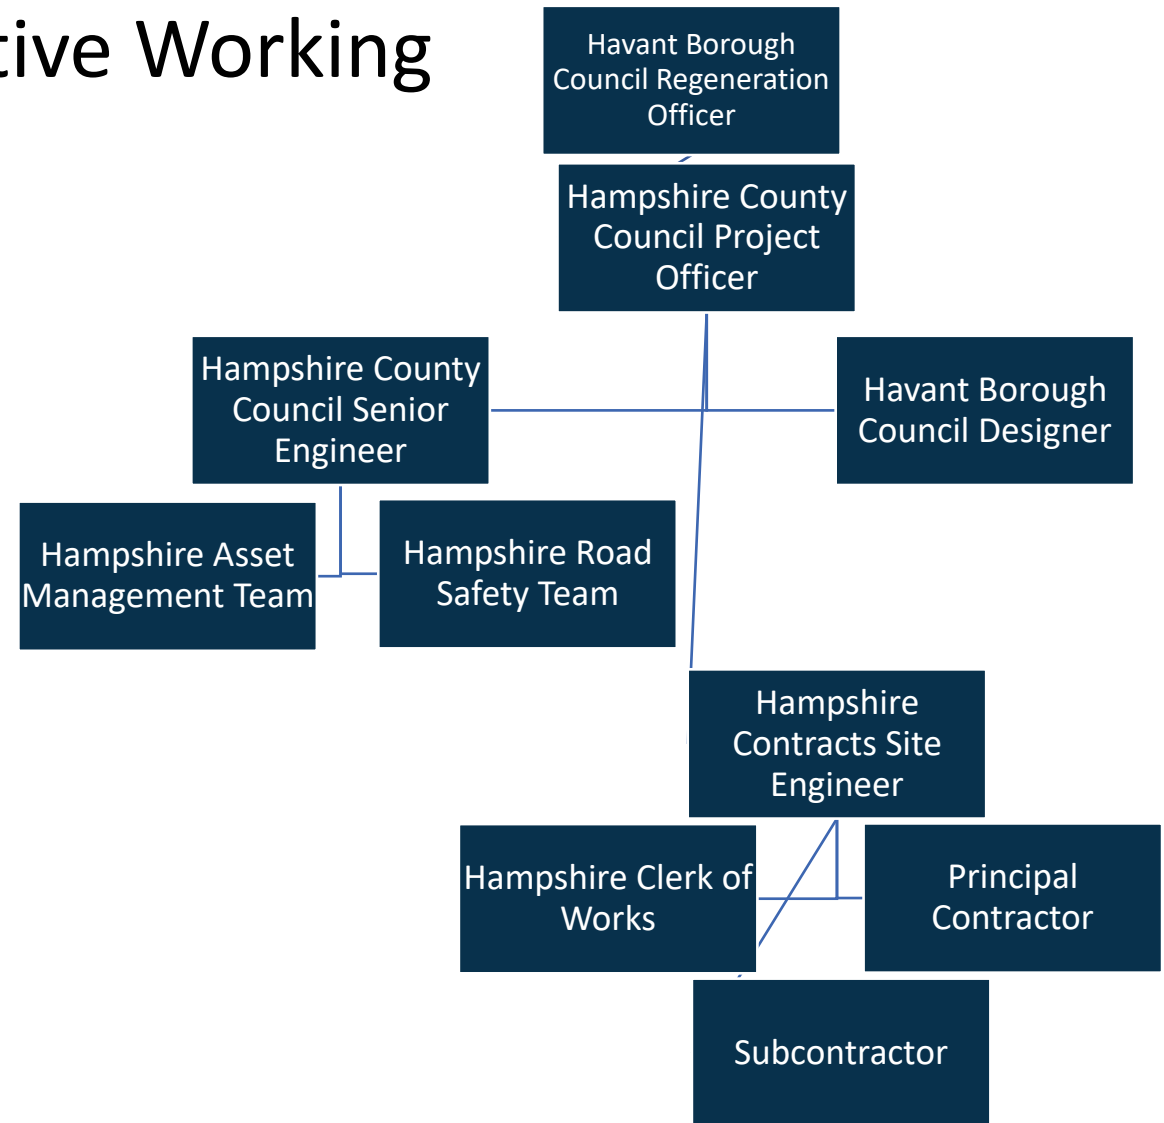 tive Working
Havant Borough
Council Regeneration
Officer
Hampshire County
Council Project
Officer
Hampshire County
Council Senior
Engineer
Havant Borough
Council Designer
Hampshire Asset
Management Team
Hampshire Road
Safety Team
Hampshire
Contracts Site
Engineer
Hampshire Clerk of
Works
Principal
Contractor
Subcontractor